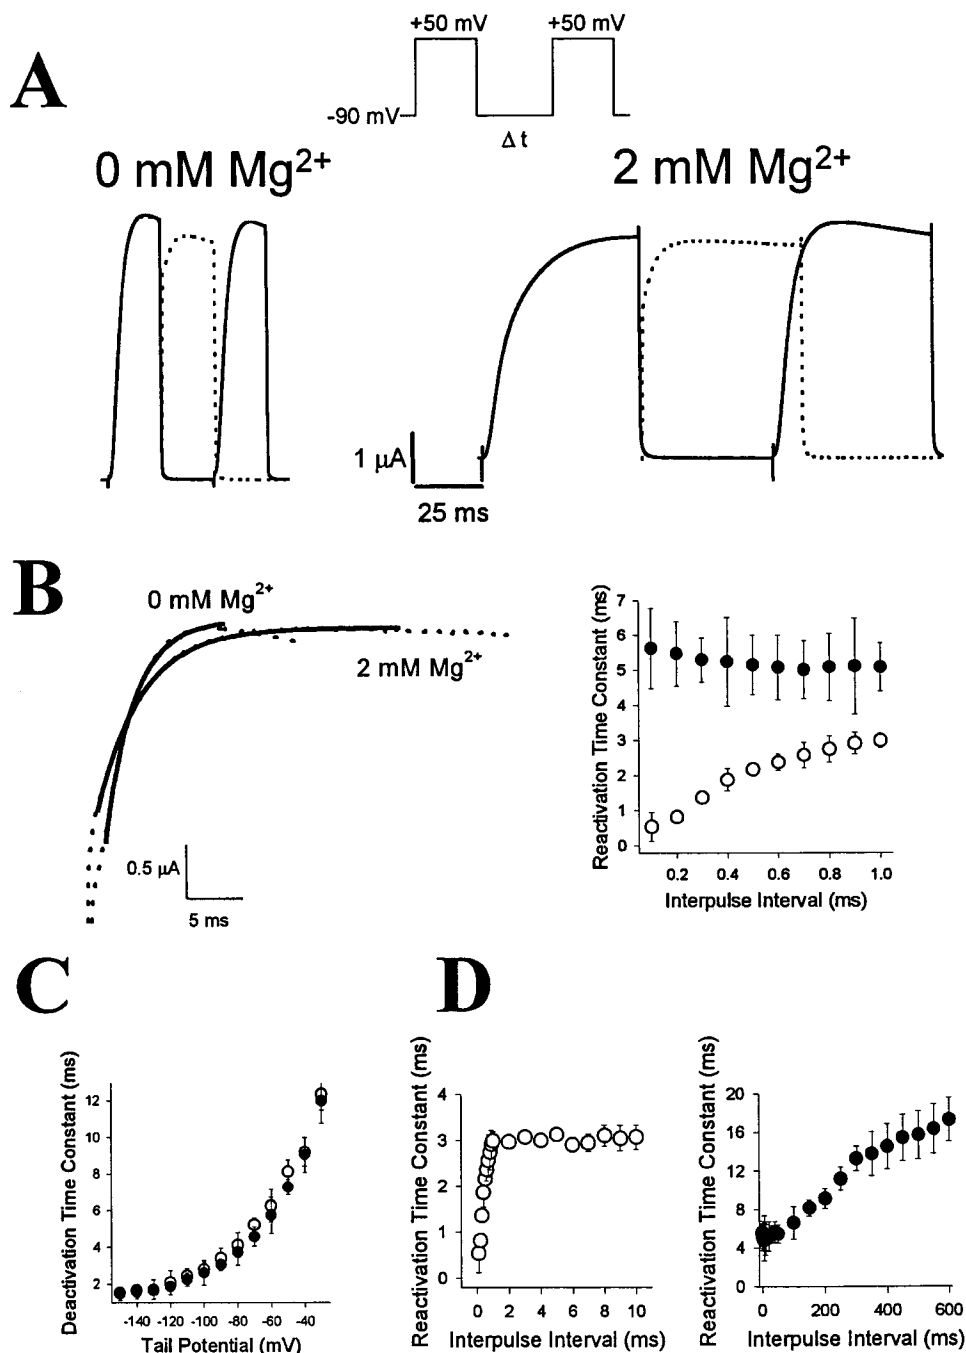 A
+50 mV +50 mV
-90 mV
Δ t
0 mM Mg2+
2 mM Mg2+
1 μA
25 ms
B
0 mM Mg2+
2 mM Mg2+
0.5 μA
5 ms
Reactivation Time Constant (ms)
7
6
5
4
3
2
1
0
0.2 0.4 0.6 0.8 1.0
Interpulse Interval (ms)
C
Deactivation Time Constant (ms)
12
10
8
6
4
2
-140 -120 -100 -80 -60 -40
Tail Potential (mV)
D
Reactivation Time Constant (ms)
4
3
2
1
0
0 2 4 6 8 10
Interpulse Interval (ms)
Reactivation Time Constant (ms)
20
16
12
8
4
0
0 200 400 600
Interpulse Interval (ms)